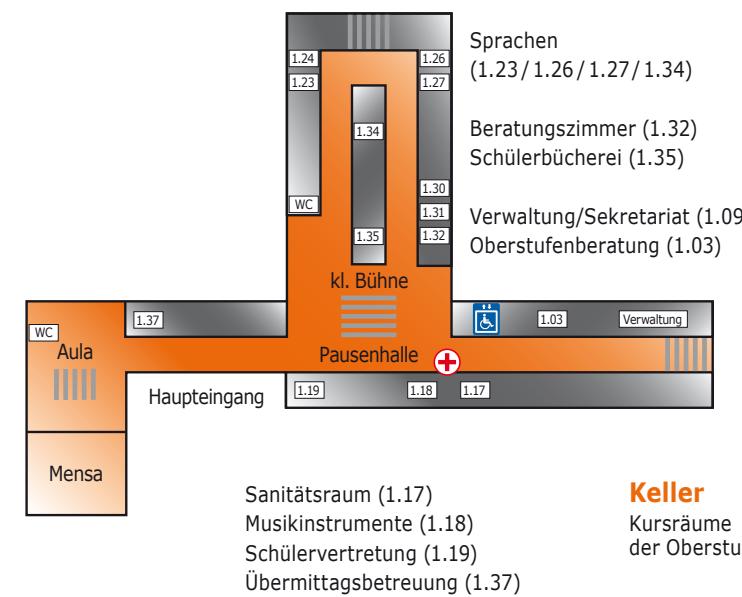 1.24
1.26
1.23
1.27
1.34
1.30
WC
1.31
1.35
1.32
kl. Bühne
Sprachen
(1.23/1.26/1.27/1.34)
Beratungszimmer (1.32)
Schülerbücherei (1.35)
Verwaltung/Sekretariat (1.09
Oberstufenberatung (1.03)
WC
1.37
1.03
Verwaltung
Aula
Pausenhalle
Haupteingang
1.19
1.18
1.17
Mensa
Sanitätsraum (1.17)
Musikinstrumente (1.18)
Schülervertretung (1.19)
Übermittagsbetreuung (1.37)
Keller
Kursräume
der Oberstu